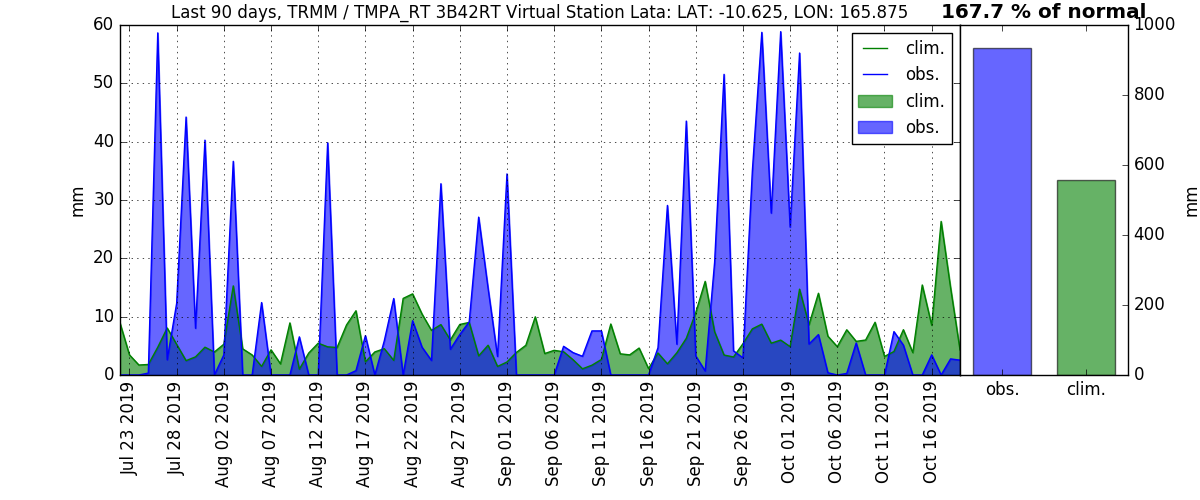 Last 90 days, TRMM / TMPA_RT 3B42RT Virtual Station Lata: LAT: -10.625, LON: 165.875
167.7 % of normal
60
50
40
30
20
10
0
mm
clim.
obs.
clim.
obs.
1000
800
600
400
200
0
mm
obs.
clim.
Jul 23 2019
Jul 28 2019
Aug 02 2019
Aug 07 2019
Aug 12 2019
Aug 17 2019
Aug 22 2019
Aug 27 2019
Sep 01 2019
Sep 06 2019
Sep 11 2019
Sep 16 2019
Sep 21 2019
Sep 26 2019
Oct 01 2019
Oct 06 2019
Oct 11 2019
Oct 16 2019